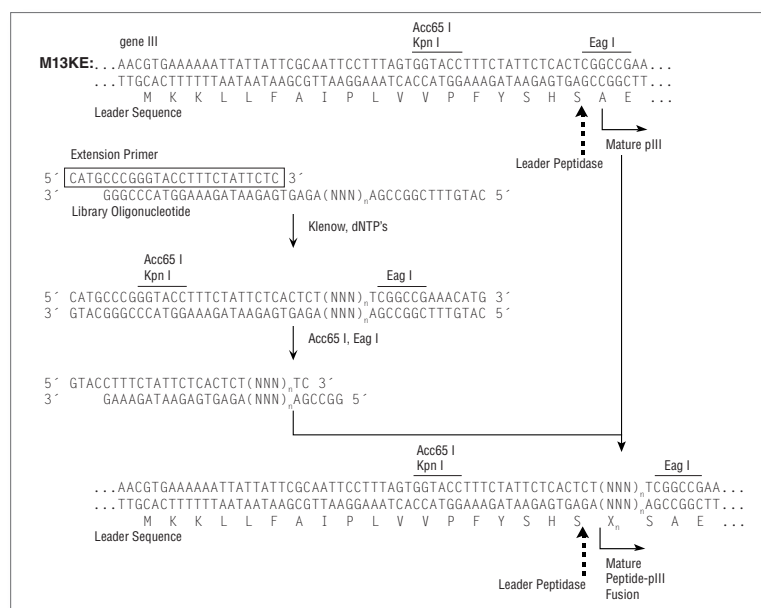 Acc65 I
gene III Kpn I Eag I
M13KE:...AACGTGAAAAAATTATTATTCGCAATTCCTTTAGTGGTACCTTTCTATTCTCACTCGGCCGAA...
...TTGCACTTTTTTAATAATAAGCGTTAAGGAAATCACCATGGAAAGATAAGAGTGAGCCGGCTT...
M K K L L F A I P L V V P F Y S H S A E ...
Leader Sequence
Leader Peptidase
Mature pIII
Extension Primer
5´ CATGCCCGGGTACCTTTCTATTCTC 3´
3´ GGGCCCATGGAAAGATAAGAGTGAGA(NNN)nAGCCGGCTTTGTAC 5´
Library Oligonucleotide
Klenow, dNTP's
Acc65 I
Kpn I Eag I
5´ CATGCCCGGGTACCTTTCTATTCTCACTCT(NNN)nTCGGCCGAAACATG 3´
3´ GTACGGGCCCATGGAAAGATAAGAGTGAGA(NNN)nAGCCGGCTTTGTAC 5´
Acc65 I, Eag I
5´ GTACCTTTCTATTCTCACTCT(NNN)nTC 3´
3´ GAAAGATAAGAGTGAGA(NNN)nAGCCGG 5´
Acc65 I
Kpn I Eag I
...AACGTGAAAAAATTATTATTCGCAATTCCTTTAGTGGTACCTTTCTATTCTCACTCT(NNN)nTCGGCCGAA...
...TTGCACTTTTTTAATAATAAGCGTTAAGGAAATCACCATGGAAAGATAAGAGTGAGA(NNN)nAGCCGGCTT...
M K K L L F A I P L V V P F Y S H S Xn S A E ...
Leader Sequence
Leader Peptidase
Mature
Peptide-pIII
Fusion